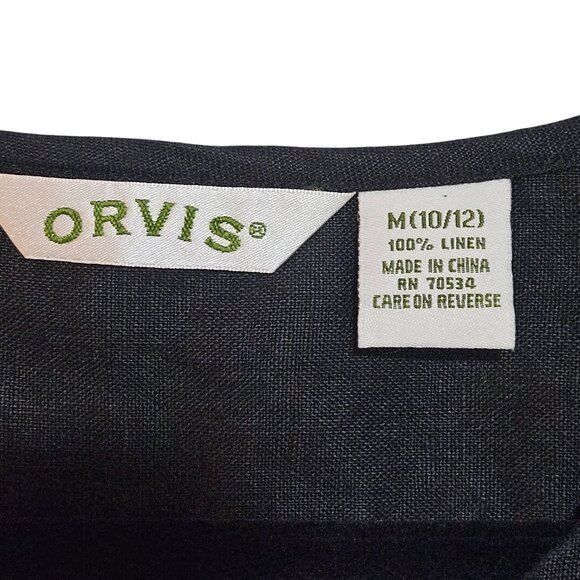 ORVIS®
M(10/12)
100% LINEN
MADE IN CHINA
RN 70534
CARE ON REVERSE